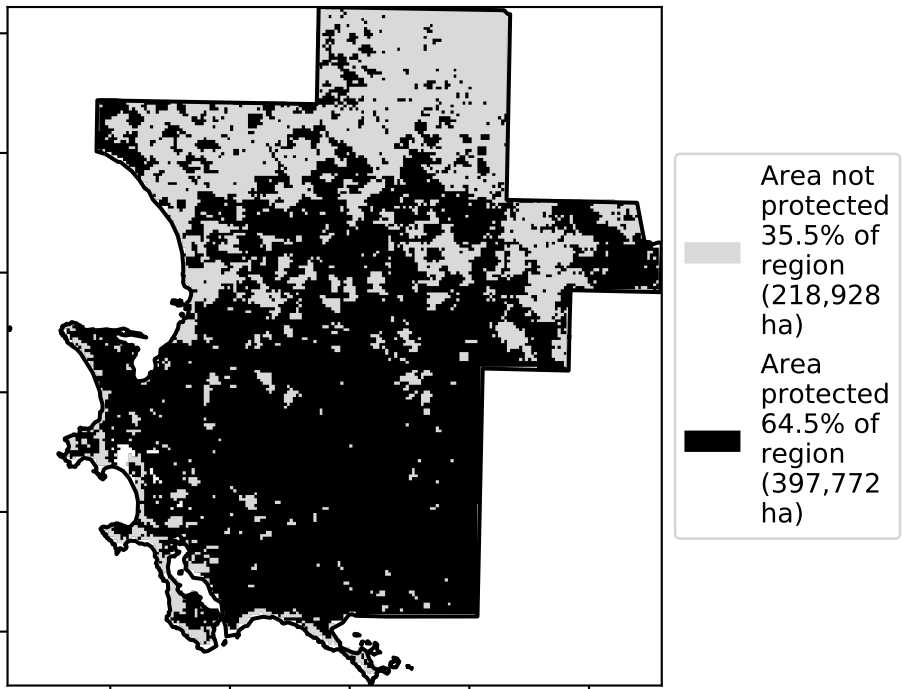 Area not
protected
35.5% of
region
(218,928
ha)
Area
protected
64.5% of
region
(397,772
ha)